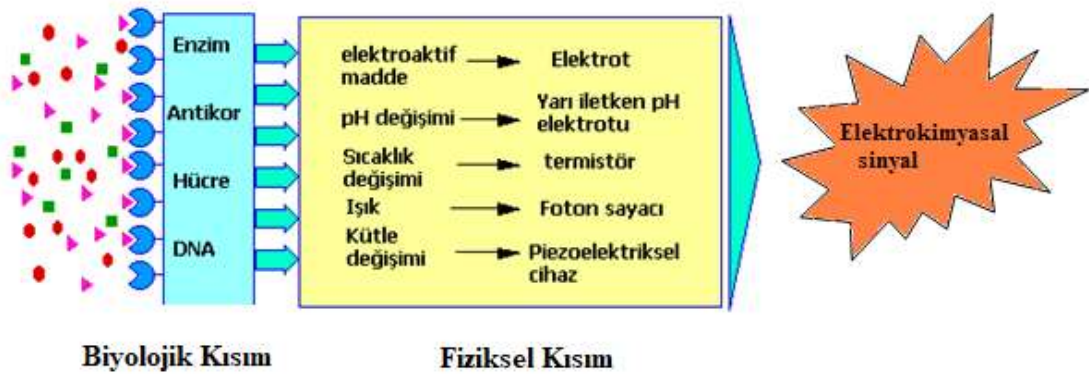 Enzim
Antikor
Hücre
DNA
elektroaktif
madde
Elektrot
pH değişimi
Yarı iletken pH
elektrotu
Sıcaklık
değişimi
termistör
Işık
Foton sayacı
Kütle
değişimi
Piezoelektriksel
cihaz
Elektrokimyasal
sinyal
Biyolojik Kısım
Fiziksel Kısım